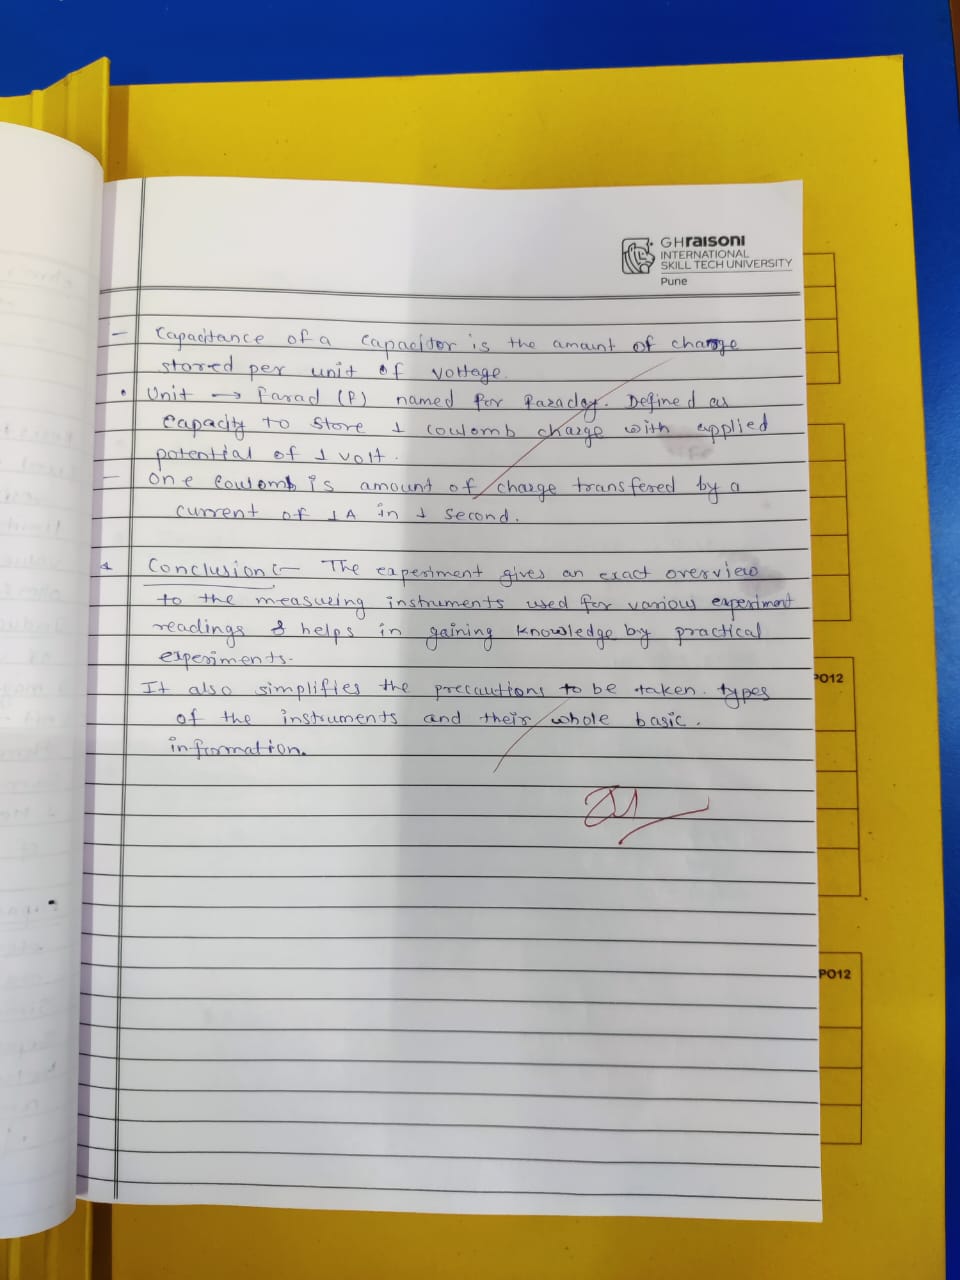 GHraisoni
INTERNATIONAL
SKILL TECH UNIVERSITY
Pune
– Capacitance of a capacitor is the amount of charge
stored per unit of voltage.
• Unit → Farad (F) named for Faraday. Defined as
capacity to store 1 coulomb charge with applied
potential of 1 volt.
– One coulomb is amount of charge transfered by a
current of 1A in 1 second.
Conclusion :– The experiment gives an exact overview
to the measuring instruments used for various experiment
readings & helps in gaining knowledge by practical
experiments.
It also simplifies the precautions to be taken. types
of the instruments and their whole basic.
information.
PO12
PO12